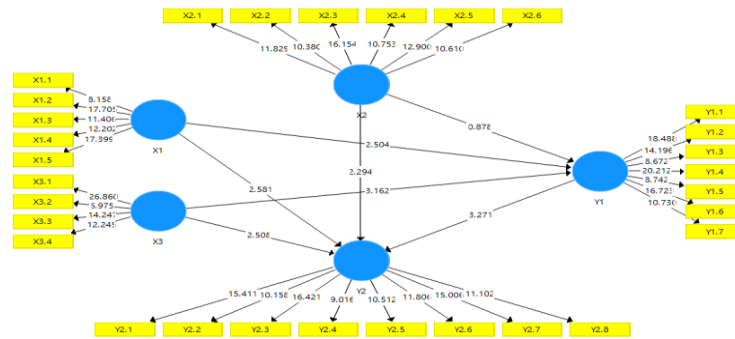 X2.1 X2.2 X2.3 X2.4 X2.5 X2.6
11.829 10.380 16.154 10.753 12.900 10.610
X2
X1.1
X1.2
X1.3
X1.4
X1.5
8.158
17.705
11.406
12.202
17.399
X1
X3.1
X3.2
X3.3
X3.4
26.860
5.975
14.247
12.245
X3
0.878
2.504
2.294
3.162
2.581
2.508
3.271
Y1.1
Y1.2
Y1.3
Y1.4
Y1.5
Y1.6
Y1.7
18.488
14.196
8.672
20.212
8.742
16.723
10.730
Y1
Y2
15.411 10.158 16.421 9.016 10.512 11.806 15.006 11.102
Y2.1 Y2.2 Y2.3 Y2.4 Y2.5 Y2.6 Y2.7 Y2.8